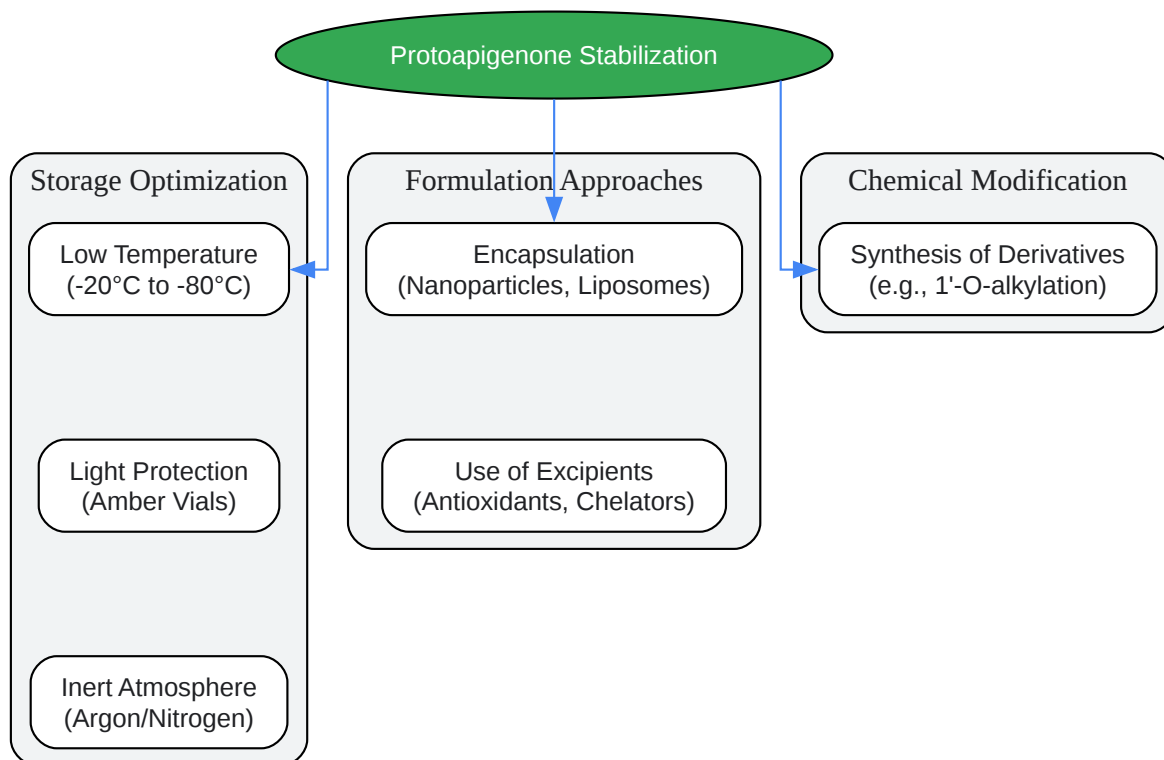 Protoapigenone Stabilization
Storage Optimization
Low Temperature
(-20°C to -80°C)
Light Protection
(Amber Vials)
Inert Atmosphere
(Argon/Nitrogen)
Formulation Approaches
Encapsulation
(Nanoparticles, Liposomes)
Use of Excipients
(Antioxidants, Chelators)
Chemical Modification
Synthesis of Derivatives
(e.g., 1'-O-alkylation)